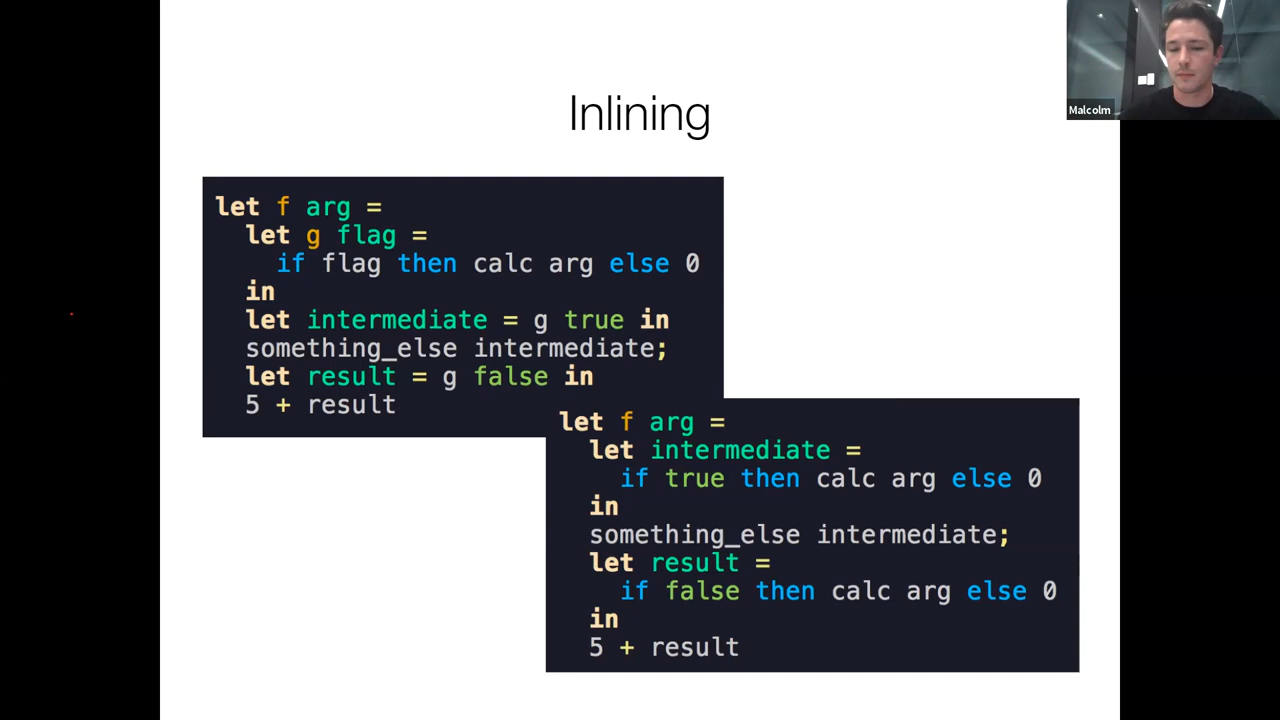 Malcolm
Inlining
let f arg =
let g flag =
if flag then calc arg else 0
in
let intermediate = g true in
something_else intermediate;
let result = g false in
5 + result
let f arg =
let intermediate =
if true then calc arg else 0
in
something_else intermediate;
let result =
if false then calc arg else 0
in
5 + result